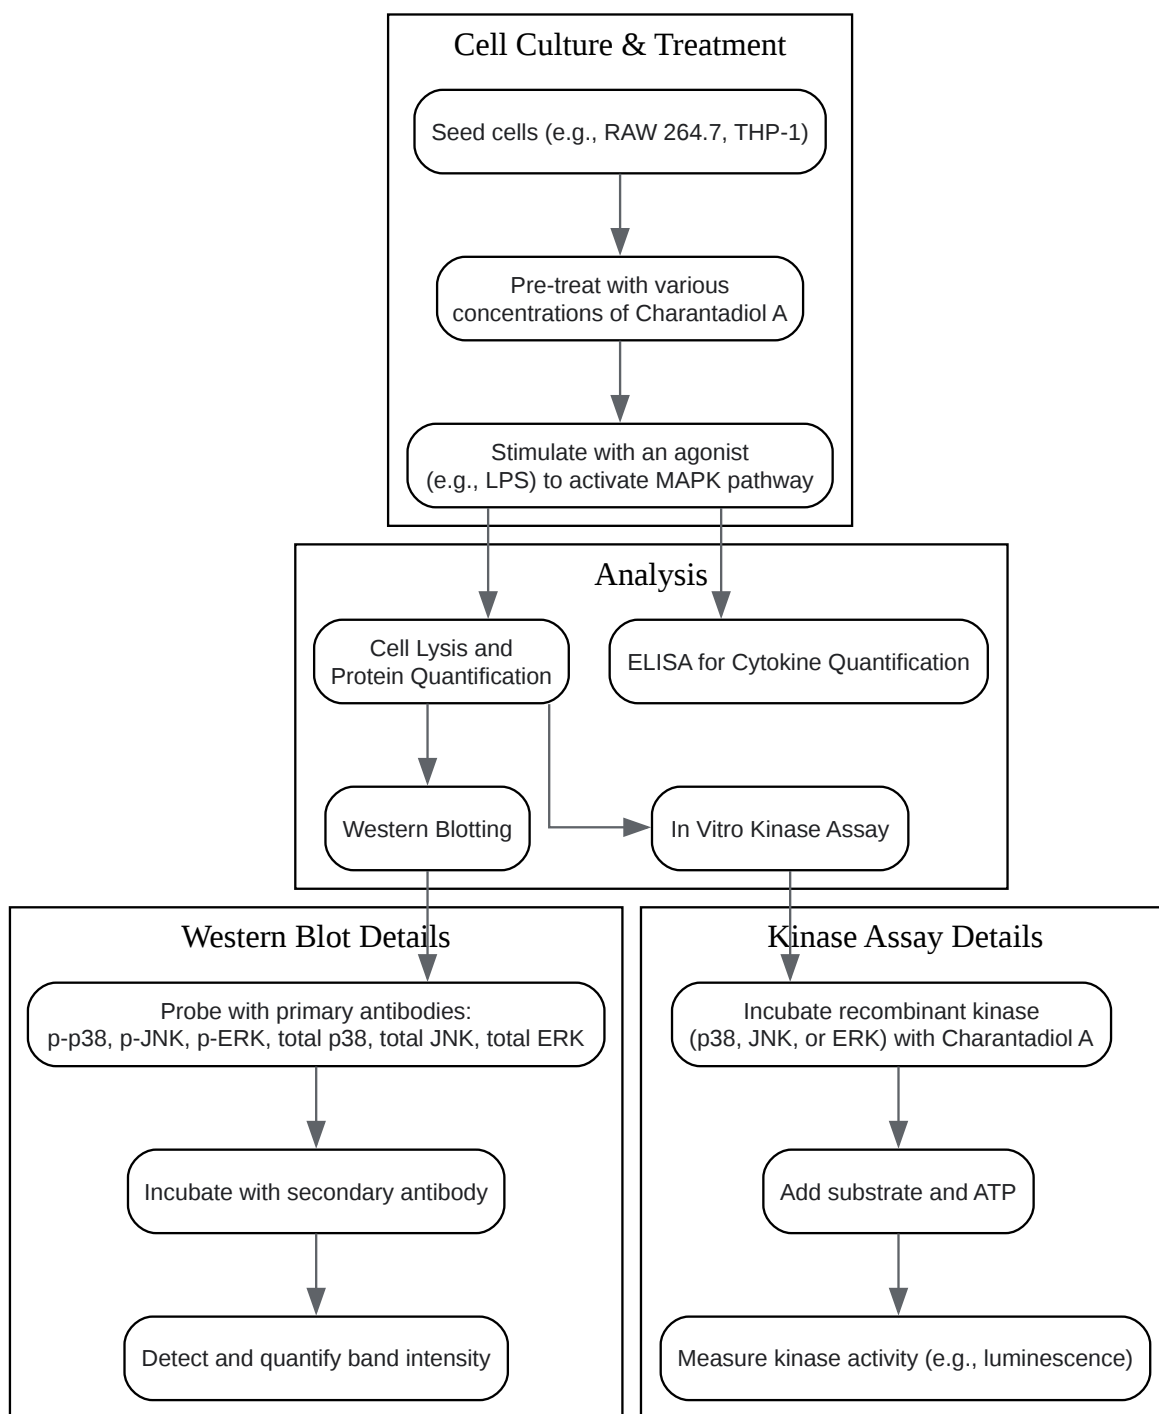 Cell Culture & Treatment
Seed cells (e.g., RAW 264.7, THP-1)
Pre-treat with various
concentrations of Charantadiol A
Stimulate with an agonist
(e.g., LPS) to activate MAPK pathway
Analysis
Cell Lysis and
Protein Quantification
ELISA for Cytokine Quantification
Western Blotting
In Vitro Kinase Assay
Western Blot Details
Probe with primary antibodies:
p-p38, p-JNK, p-ERK, total p38, total JNK, total ERK
Incubate with secondary antibody
Detect and quantify band intensity
Kinase Assay Details
Incubate recombinant kinase
(p38, JNK, or ERK) with Charantadiol A
Add substrate and ATP
Measure kinase activity (e.g., luminescence)